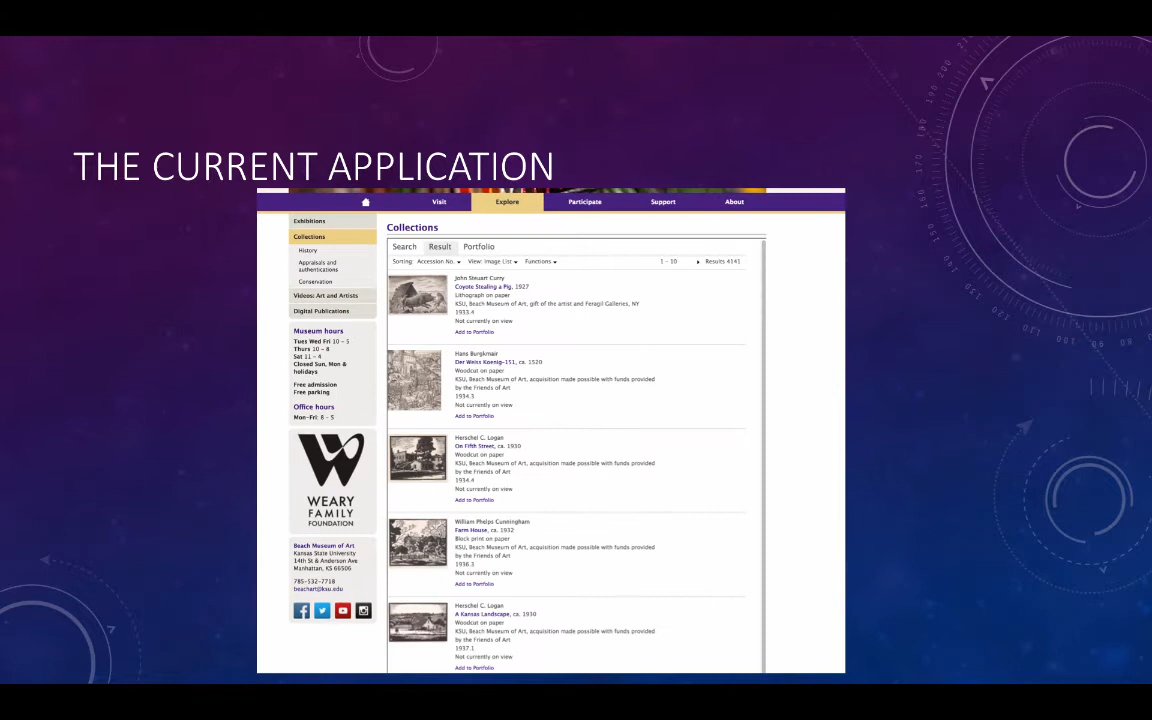 THE CURRENT APPLICATION
Visit Explore Participate Support About
Exhibitions
Collections
History
Appraisals and
authentications
Conservation
Videos: Art and Artists
Digital Publications
Museum hours
Tues Wed Fri 10 - 5
Thurs 10 - 8
Sat 11 - 4
Closed Sun, Mon &
holidays
Free admission
Free parking
Office hours
Mon-Fri: 8 - 5
WEARY
FAMILY
FOUNDATION
Beach Museum of Art
Kansas State University
14th St & Anderson Ave
Manhattan, KS 66506
785-532-7718
beachart@ksu.edu
Collections
Search Result Portfolio
Sorting: Accession No. View: Image List Functions 1 - 10 Results 4141
John Steuart Curry
Coyote Stealing a Pig, 1927
Lithograph on paper
KSU, Beach Museum of Art, gift of the artist and Feragil Galleries, NY
1933.4
Not currently on view
Add to Portfolio
Hans Burgkmair
Der Weiss Koenig-151, ca. 1520
Woodcut on paper
KSU, Beach Museum of Art, acquisition made possible with funds provided
by the Friends of Art
1934.3
Not currently on view
Add to Portfolio
Herschel C. Logan
On Fifth Street, ca. 1930
Woodcut on paper
KSU, Beach Museum of Art, acquisition made possible with funds provided
by the Friends of Art
1934.4
Not currently on view
Add to Portfolio
William Phelps Cunningham
Farm House, ca. 1932
Block print on paper
KSU, Beach Museum of Art, acquisition made possible with funds provided
by the Friends of Art
1936.3
Not currently on view
Add to Portfolio
Herschel C. Logan
A Kansas Landscape, ca. 1930
Woodcut on paper
KSU, Beach Museum of Art, acquisition made possible with funds provided
by the Friends of Art
1937.1
Not currently on view
Add to Portfolio